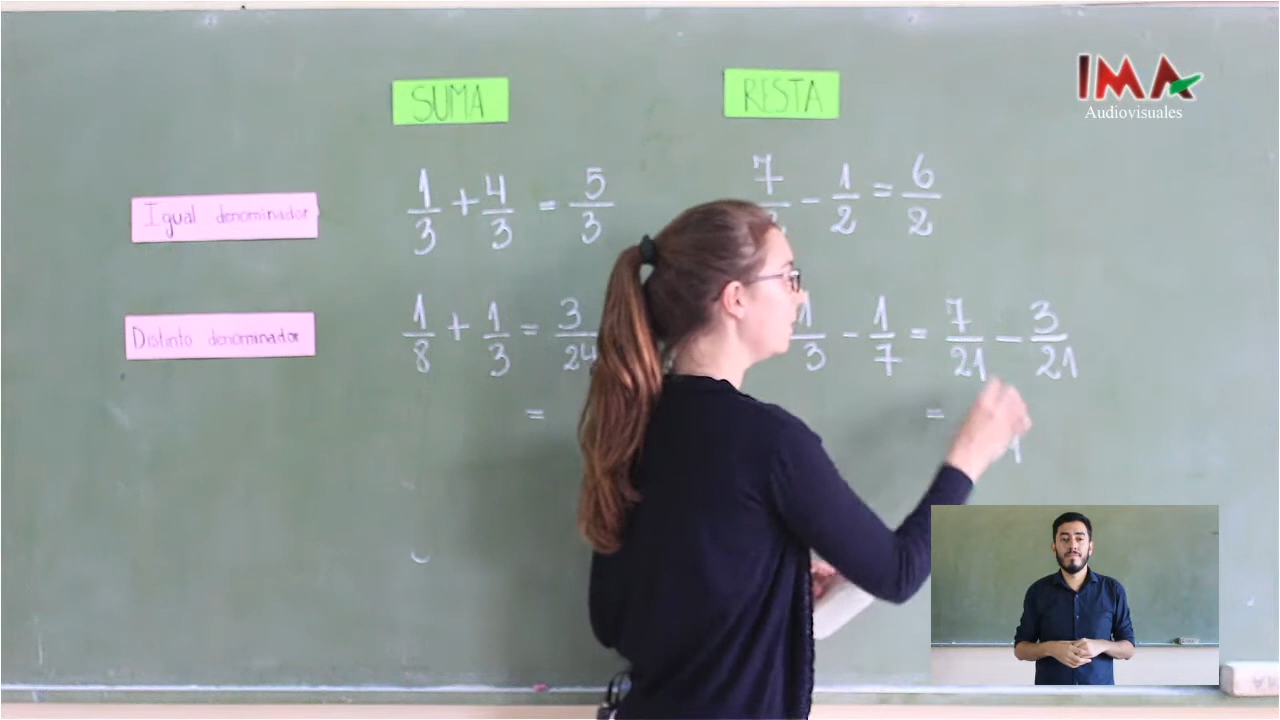 IMA
Audiovisuales
SUMA RESTA
Igual denominador 1/3 + 4/3 = 5/3 7/2 - 1/2 = 6/2
Distinto denominador 1/8 + 1/3 = 3/24 1/3 - 1/7 = 7/21 - 3/21
= =